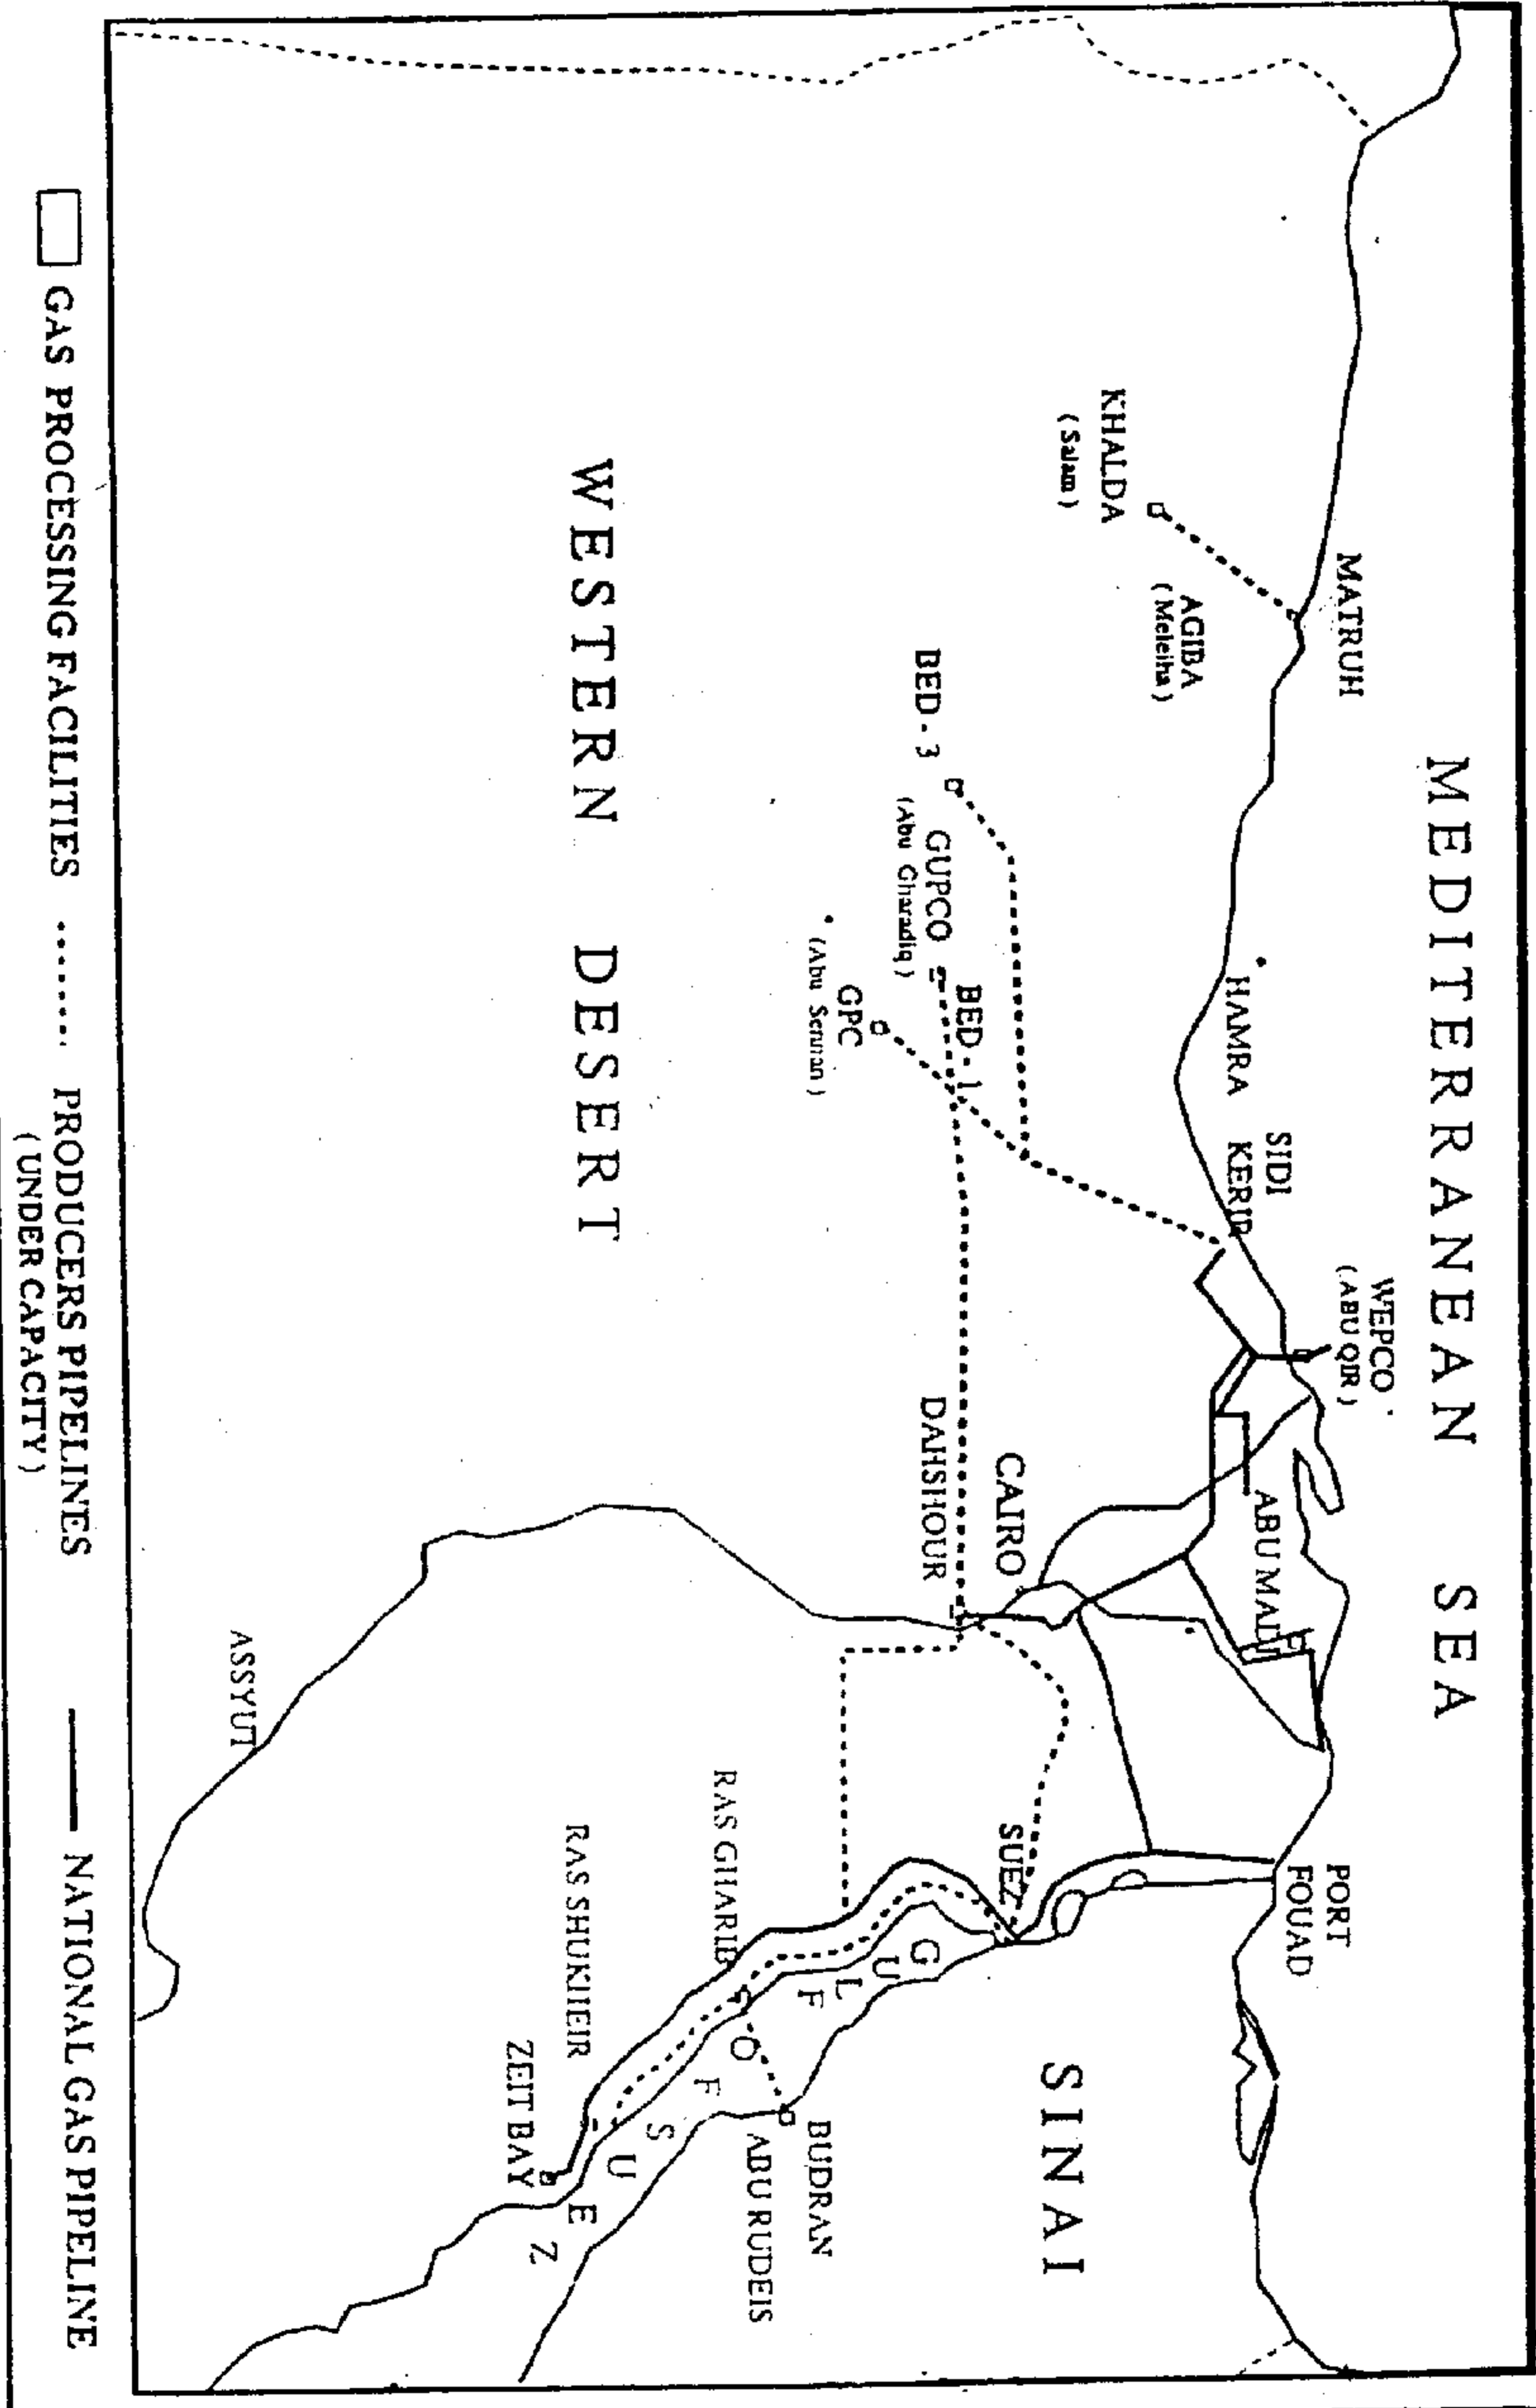 MEDITERRANEAN SEA
MATRUH
HAMRA
SIDI
KERIR
WEPCO
(ABU QIR)
ABU MADI
PORT
FOUAD
KHALDA
(Salam)
AGIBA
(Meleiha)
BED - 3
GUPCO
(Abu Gharadiq)
BED - 1
GPC
(Abu Sennan)
CAIRO
DAHSHOUR
SUEZ
SINAI
WESTERN DESERT
GULF OF SUEZ
RAS GHARIB
RAS SHUKHEIR
ZEIT BAY
BUDRAN
ABU RUDEIS
ASSYUT
GAS PROCESSING FACILITIES
PRODUCERS PIPELINES
(UNDER CAPACITY)
NATIONAL GAS PIPELINE